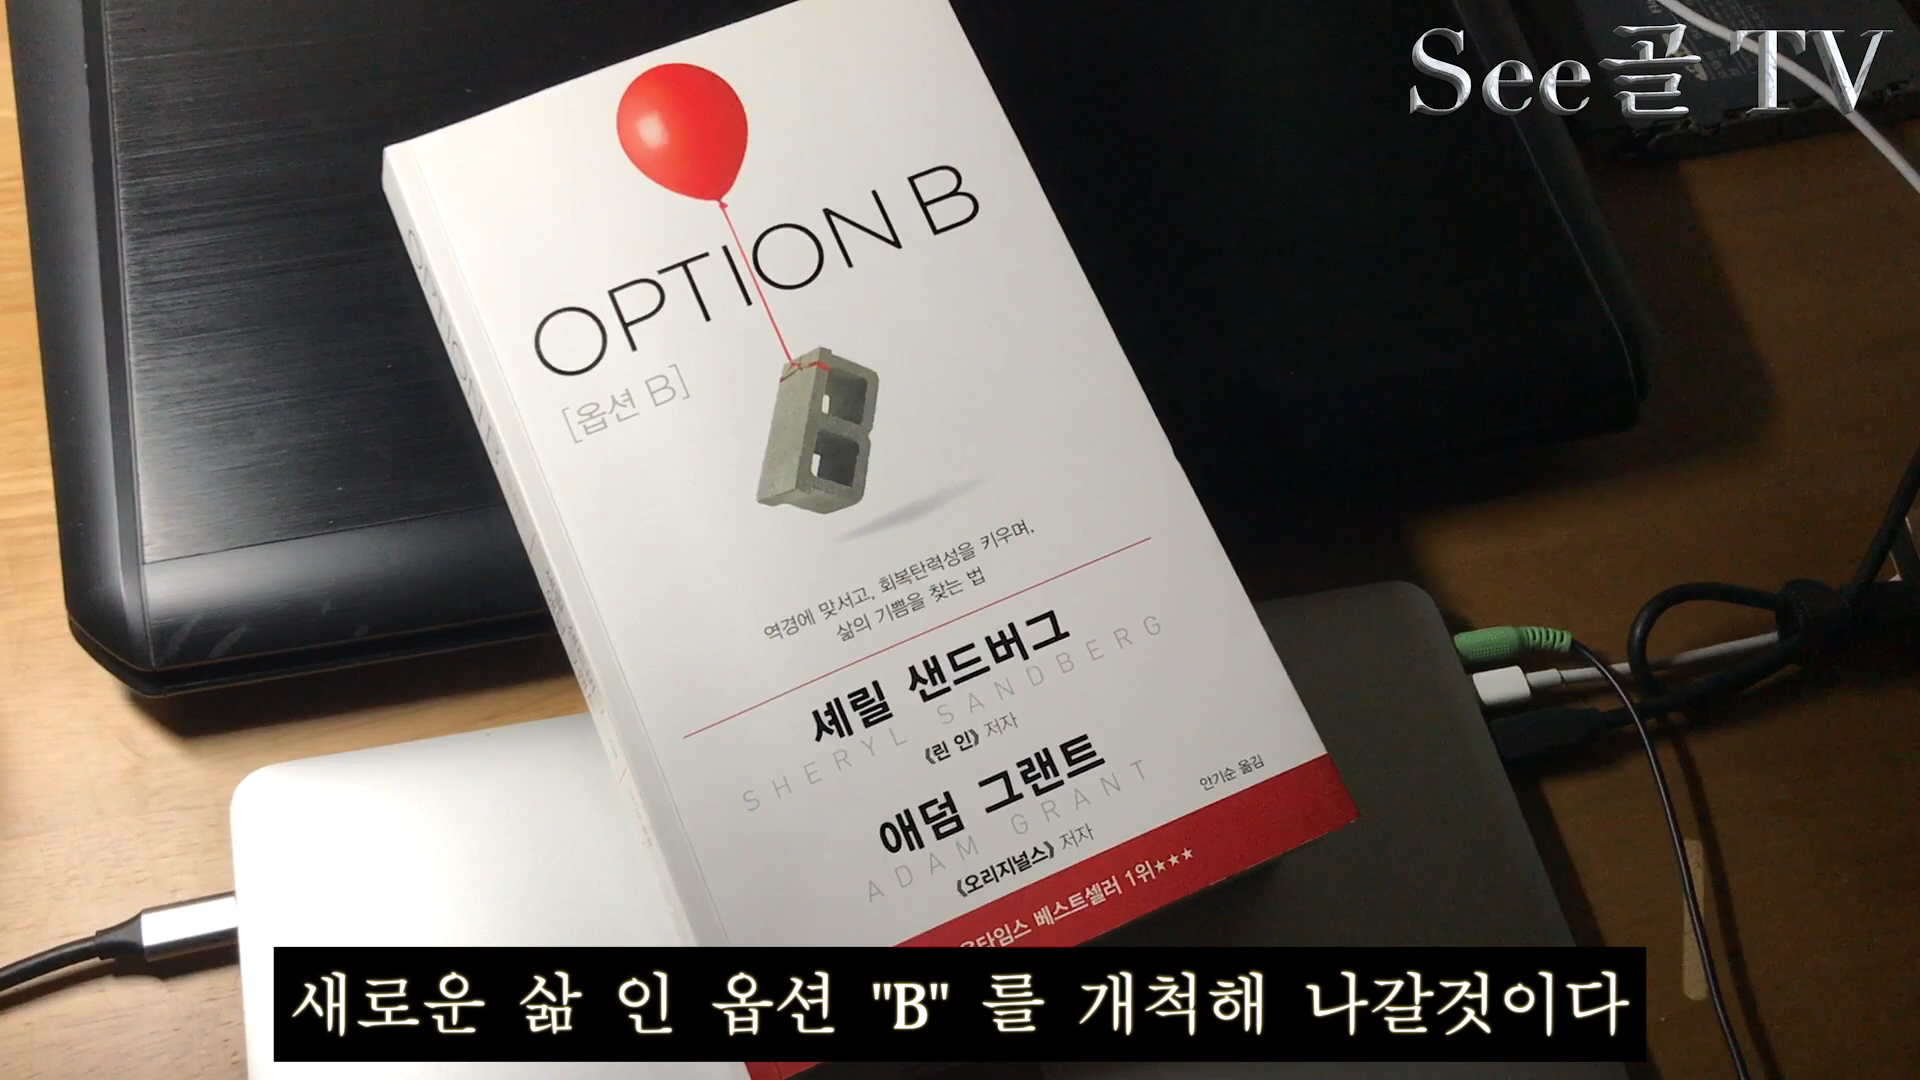 See골 TV
OPTION B
[옵션 B]
역경에 맞서고, 회복탄력성을 키우며,
삶의 기쁨을 찾는 법
셰릴 샌드버그
SHERYL SANDBERG
《린 인》 저자
애덤 그랜트
ADAM GRANT
《오리지널스》 저자
안기순 옮김
베스트셀러 1위★★★
새로운 삶 인 옵션 "B" 를 개척해 나갈것이다